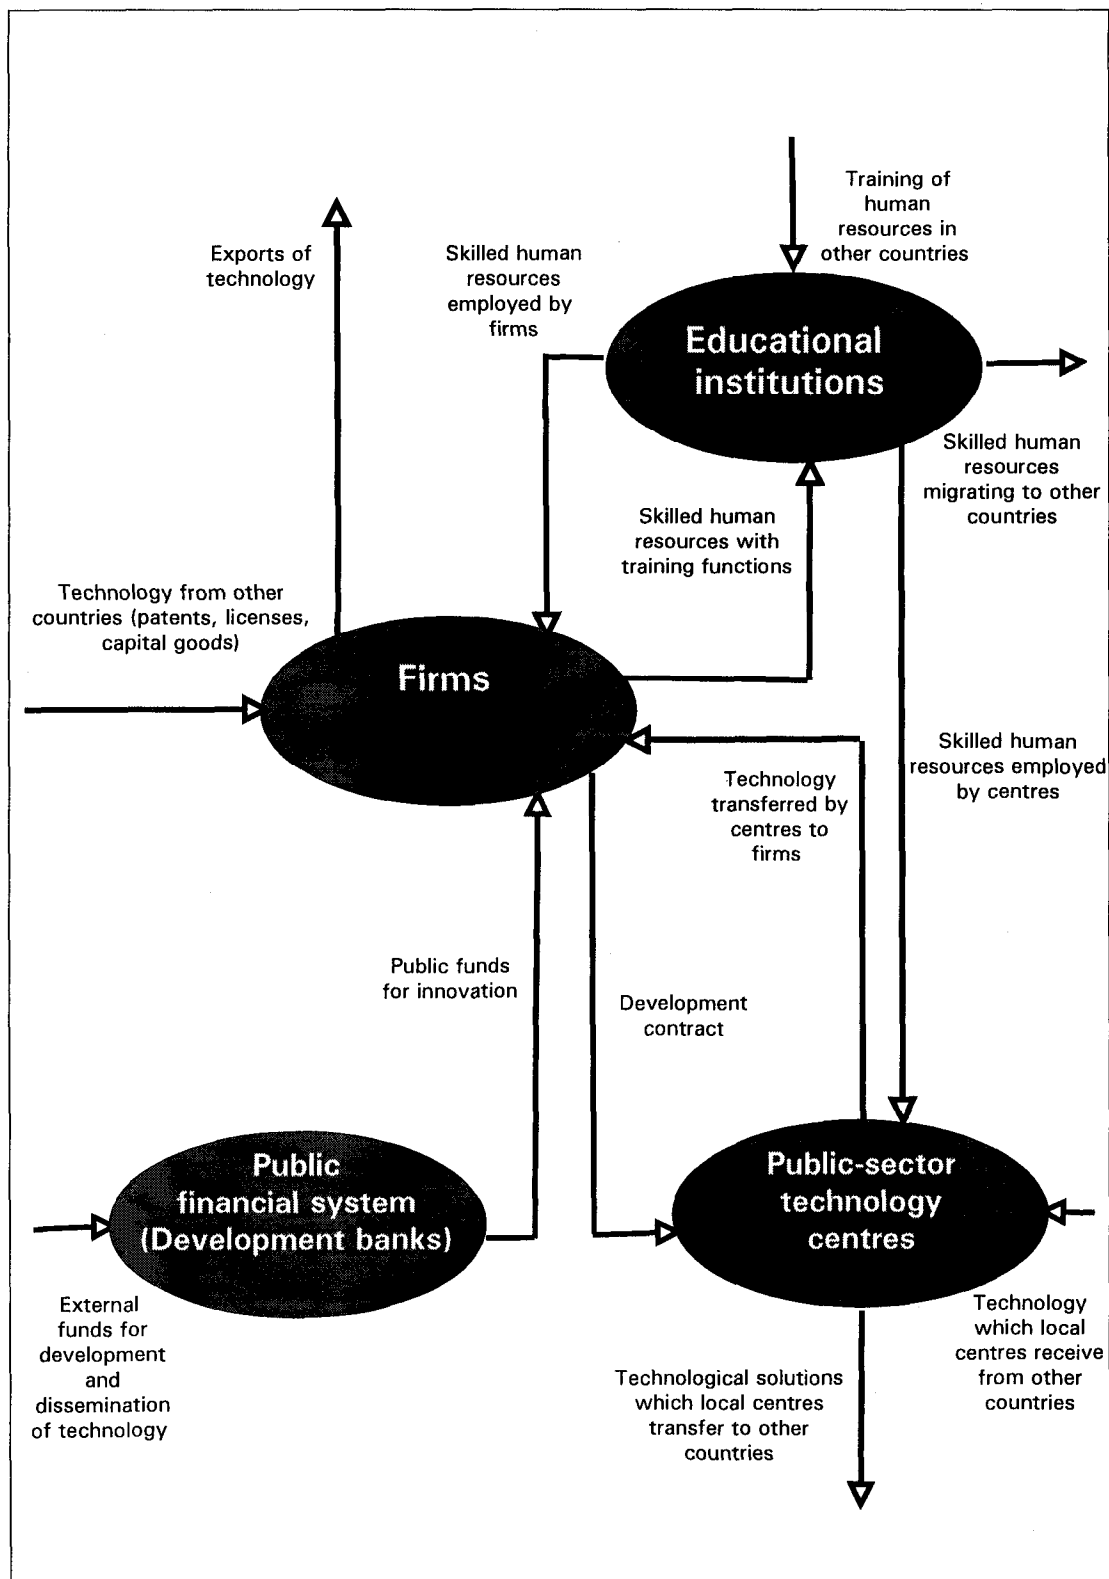 Training of
human
resources in
other countries
Exports of
technology
Skilled human
resources
employed by
firms
Educational
institutions
Skilled human
resources
migrating to other
countries
Skilled human
resources with
training functions
Technology from other
countries (patents, licenses,
capital goods)
Firms
Skilled human
resources employed
by centres
Technology
transferred by
centres to
firms
Public funds
for innovation
Development
contract
Public
financial system
(Development banks)
Public-sector
technology
centres
External
funds for
development
and
dissemination
of technology
Technology
which local
centres receive
from other
countries
Technological solutions
which local centres
transfer to other
countries